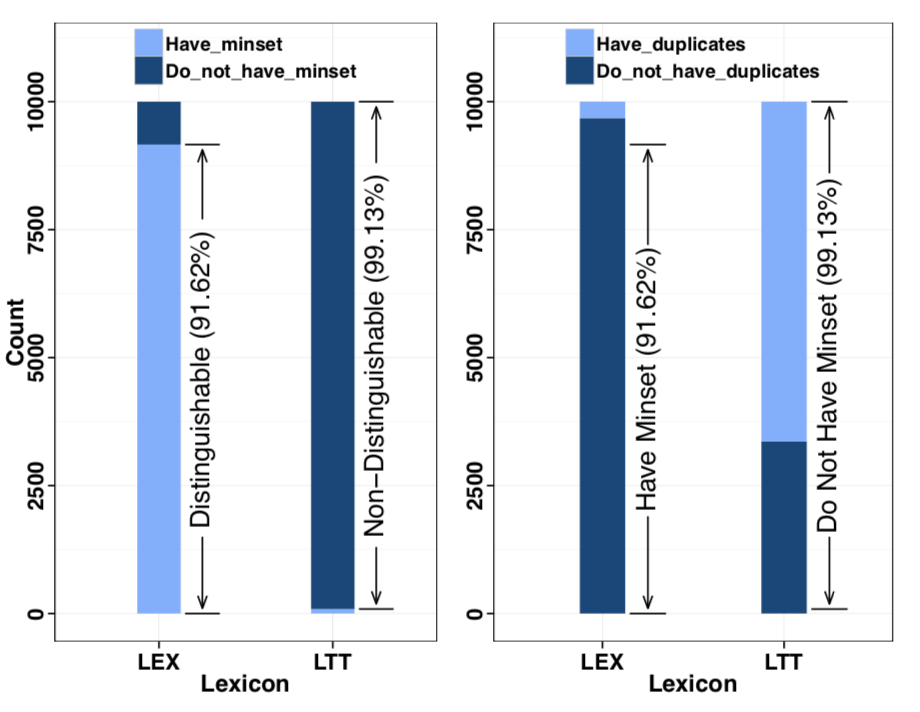 Have_minset
Do_not_have_minset
Count
10000
7500
5000
2500
0
Distinguishable (91.62%)
Non−Distinguishable (99.13%)
LEX
LTT
Lexicon
Have_duplicates
Do_not_have_duplicates
10000
7500
5000
2500
0
Have Minset (91.62%)
Do Not Have Minset (99.13%)
LEX
LTT
Lexicon